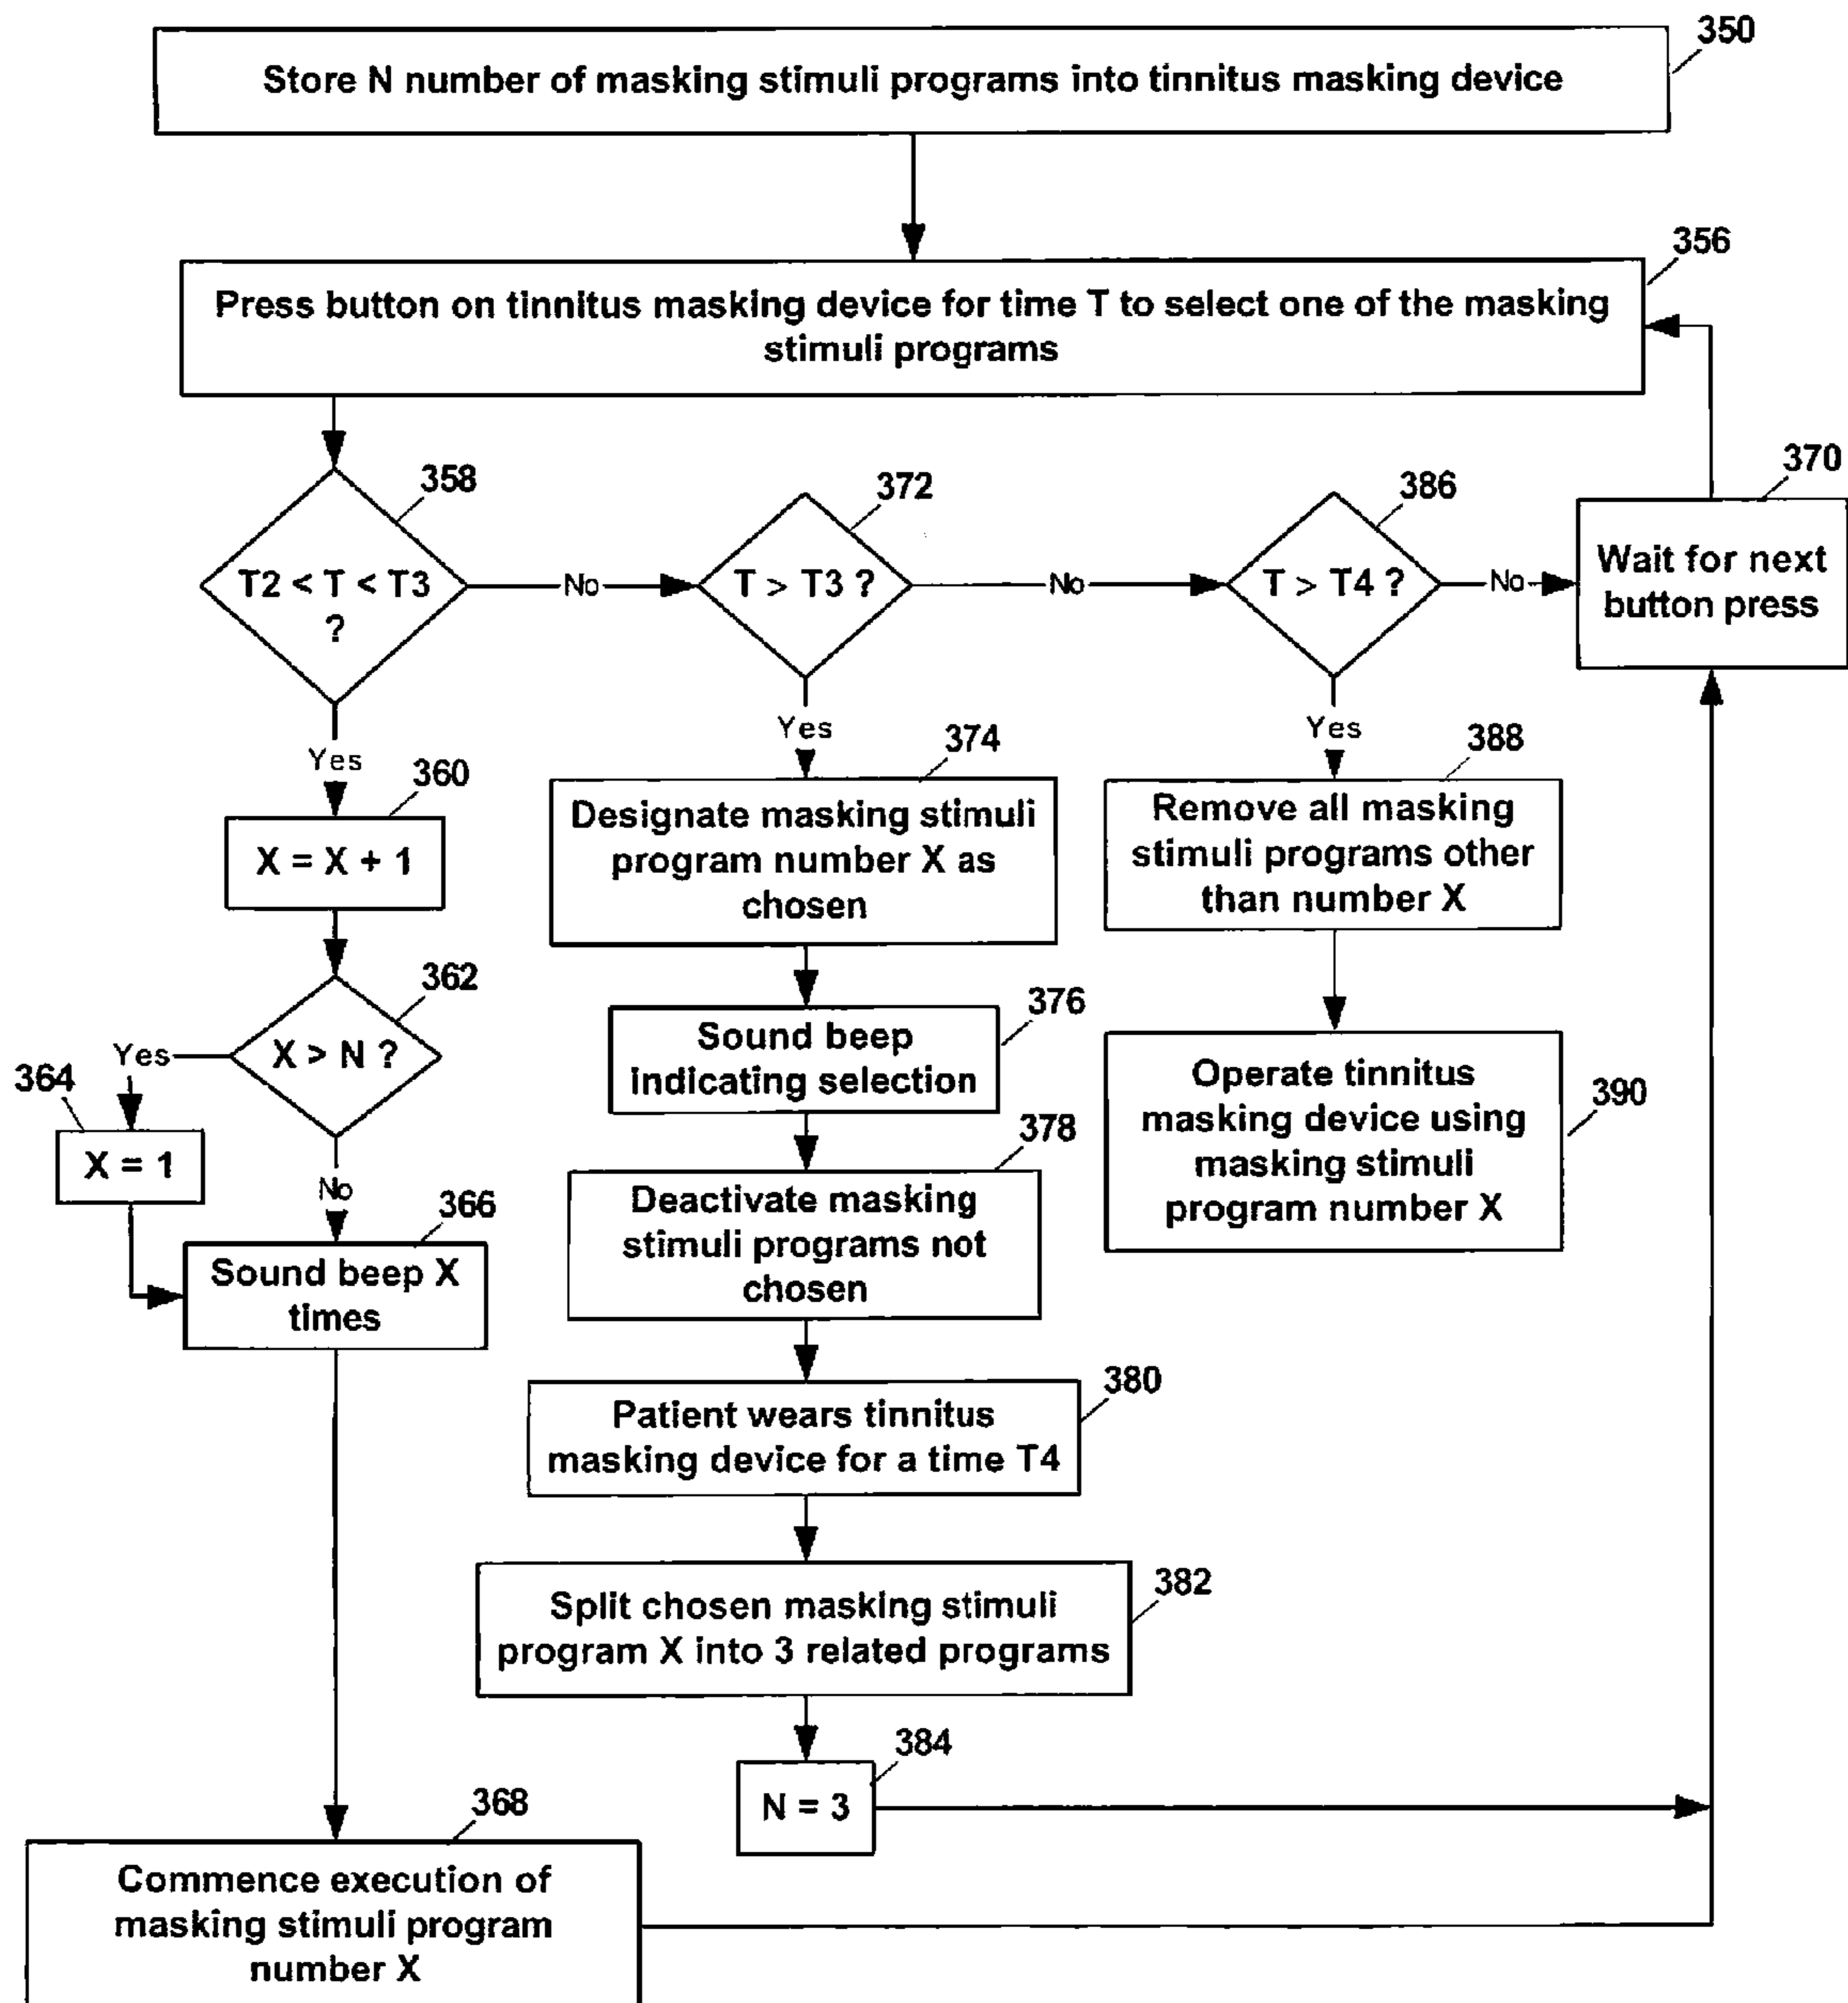 350
Store N number of masking stimuli programs into tinnitus masking device
356
Press button on tinnitus masking device for time T to select one of the masking
stimuli programs
358
T2 < T < T3
?
No
372
T > T3 ?
No
386
T > T4 ?
No
370
Wait for next
button press
Yes
360
X = X + 1
362
X > N ?
Yes
364
X = 1
No
366
Sound beep X
times
368
Commence execution of
masking stimuli program
number X
Yes
374
Designate masking stimuli
program number X as
chosen
376
Sound beep
indicating selection
378
Deactivate masking
stimuli programs not
chosen
380
Patient wears tinnitus
masking device for a time T4
382
Split chosen masking stimuli
program X into 3 related programs
384
N = 3
Yes
388
Remove all masking
stimuli programs other
than number X
390
Operate tinnitus
masking device using
masking stimuli
program number X